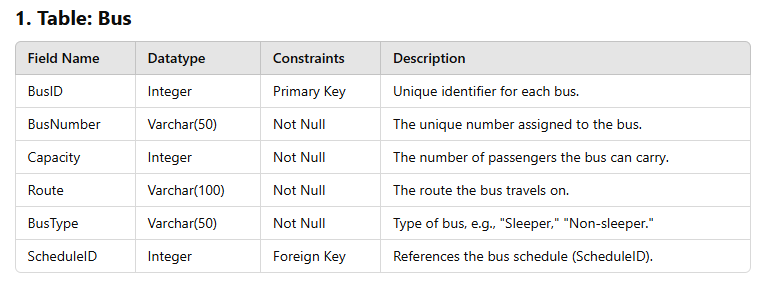 1. Table: Bus
Field Name Datatype Constraints Description
BusID Integer Primary Key Unique identifier for each bus.
BusNumber Varchar(50) Not Null The unique number assigned to the bus.
Capacity Integer Not Null The number of passengers the bus can carry.
Route Varchar(100) Not Null The route the bus travels on.
BusType Varchar(50) Not Null Type of bus, e.g., "Sleeper," "Non-sleeper."
ScheduleID Integer Foreign Key References the bus schedule (ScheduleID).